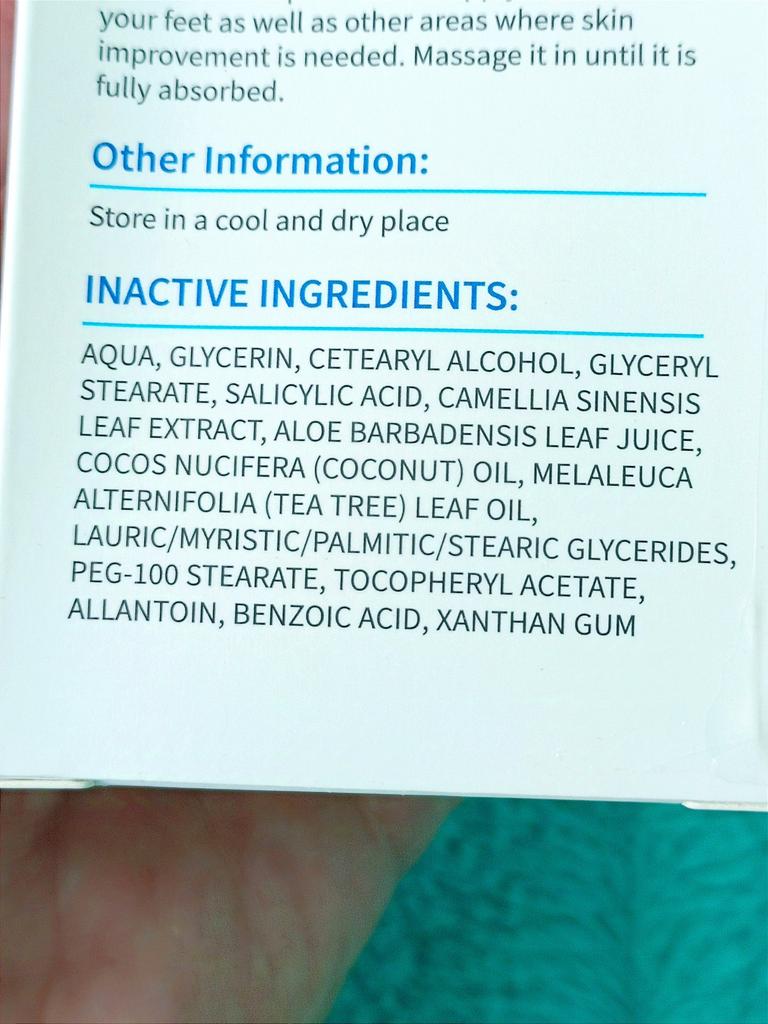 your feet as well as other areas where skin
improvement is needed. Massage it in until it is
fully absorbed.
Other Information:
Store in a cool and dry place
INACTIVE INGREDIENTS:
AQUA, GLYCERIN, CETEARYL ALCOHOL, GLYCERYL
STEARATE, SALICYLIC ACID, CAMELLIA SINENSIS
LEAF EXTRACT, ALOE BARBADENSIS LEAF JUICE,
COCOS NUCIFERA (COCONUT) OIL, MELALEUCA
ALTERNIFOLIA (TEA TREE) LEAF OIL,
LAURIC/MYRISTIC/PALMITIC/STEARIC GLYCERIDES,
PEG-100 STEARATE, TOCOPHERYL ACETATE,
ALLANTOIN, BENZOIC ACID, XANTHAN GUM